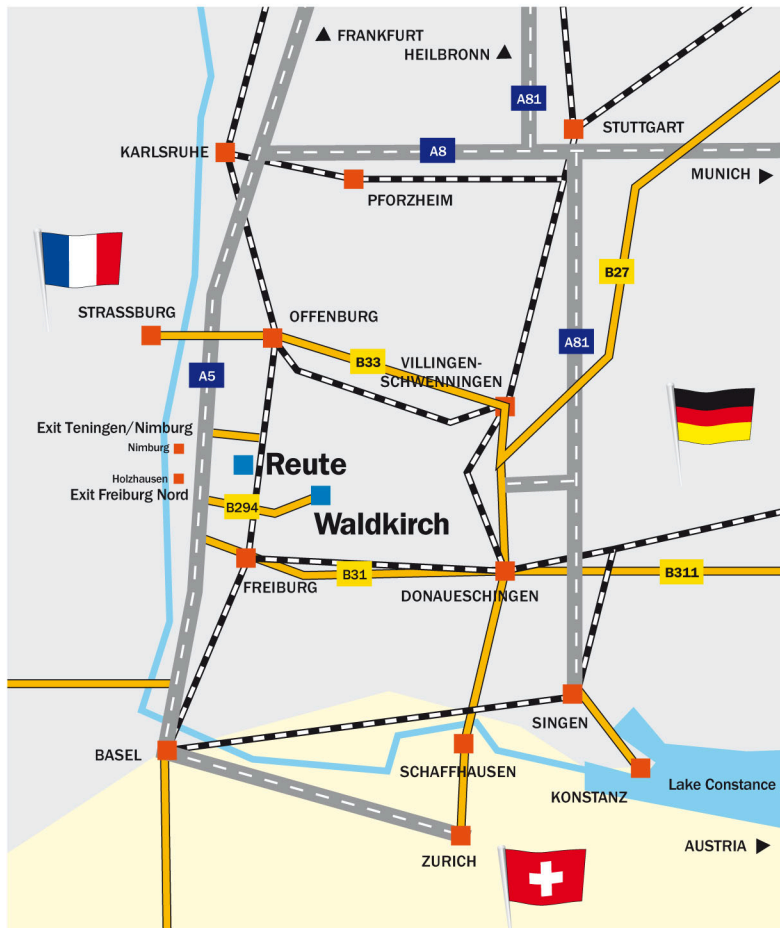 FRANKFURT
HEILBRONN
A81
STUTTGART
KARLSRUHE
A8
MUNICH
PFORZHEIM
B27
STRASSBURG
OFFENBURG
A81
B33
VILLINGEN-
SCHWENNINGEN
A5
Exit Teningen/Nimburg
Nimburg
Reute
Holzhausen
Exit Freiburg Nord
B294
Waldkirch
FREIBURG
B31
DONAUESCHINGEN
B311
SINGEN
BASEL
SCHAFFHAUSEN
KONSTANZ
Lake Constance
ZURICH
AUSTRIA